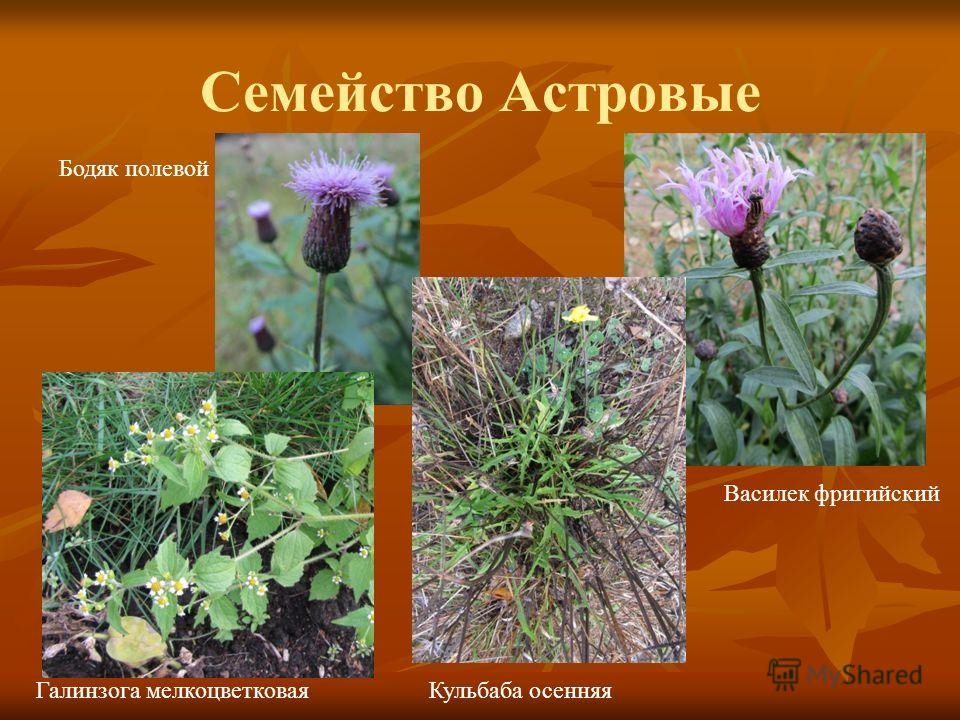 Семейство Астровые
Бодяк полевой
Василек фригийский
Галинзога мелкоцветковая
Кульбаба осенняя
MyShared